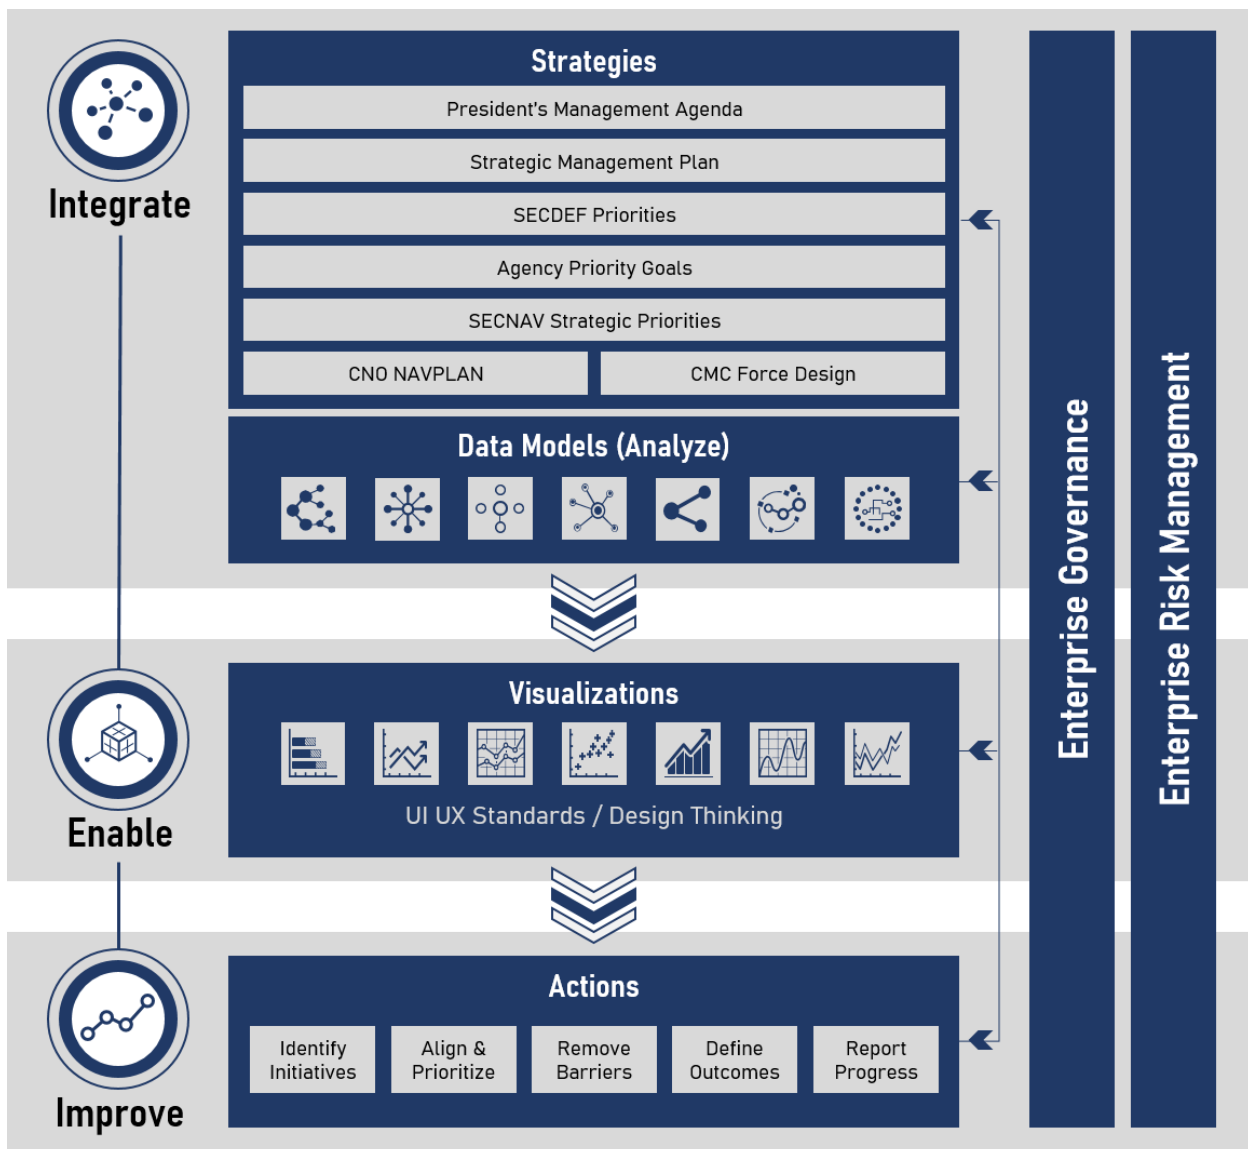 Integrate
Strategies
President's Management Agenda
Strategic Management Plan
SECDEF Priorities
Agency Priority Goals
SECNAV Strategic Priorities
CNO NAVPLAN
CMC Force Design
Data Models (Analyze)
Enable
Visualizations
UI UX Standards / Design Thinking
Improve
Actions
Identify
Initiatives
Align &
Prioritize
Remove
Barriers
Define
Outcomes
Report
Progress
Enterprise Governance
Enterprise Risk Management